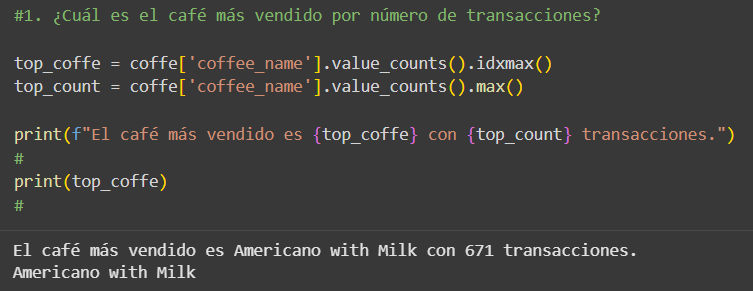 #1. ¿Cuál es el café más vendido por número de transacciones?
top_coffe = coffe['coffee_name'].value_counts().idxmax()
top_count = coffe['coffee_name'].value_counts().max()
print(f"El café más vendido es {top_coffe} con {top_count} transacciones.")
#
print(top_coffe)
#
El café más vendido es Americano with Milk con 671 transacciones.
Americano with Milk